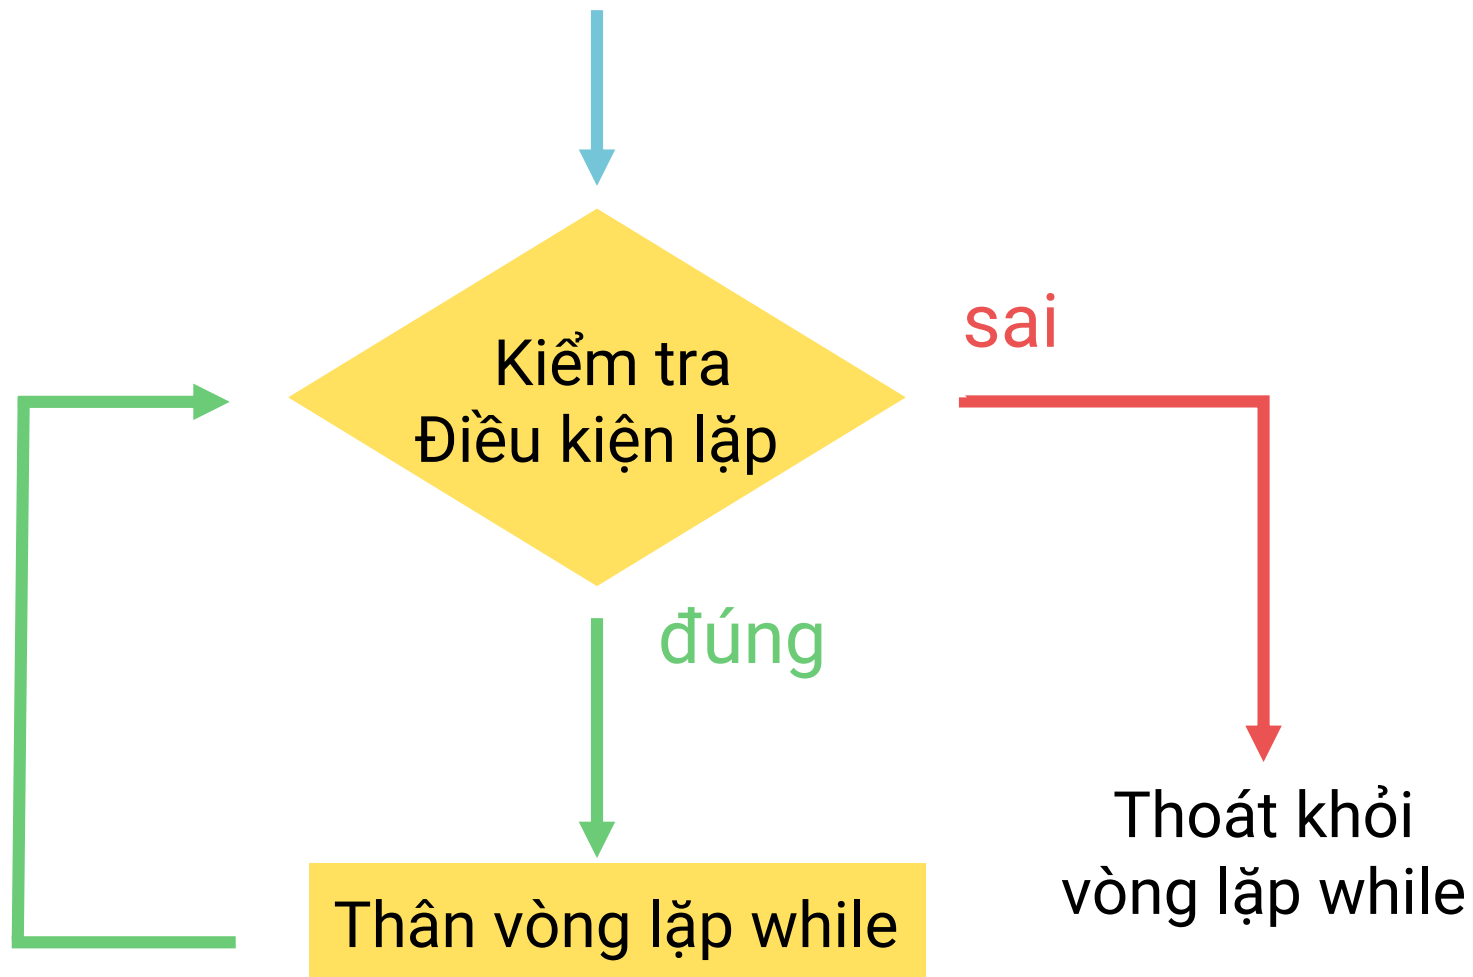 Kiểm tra
Điều kiện lặp
sai
đúng
Thân vòng lặp while
Thoát khỏi
vòng lặp while